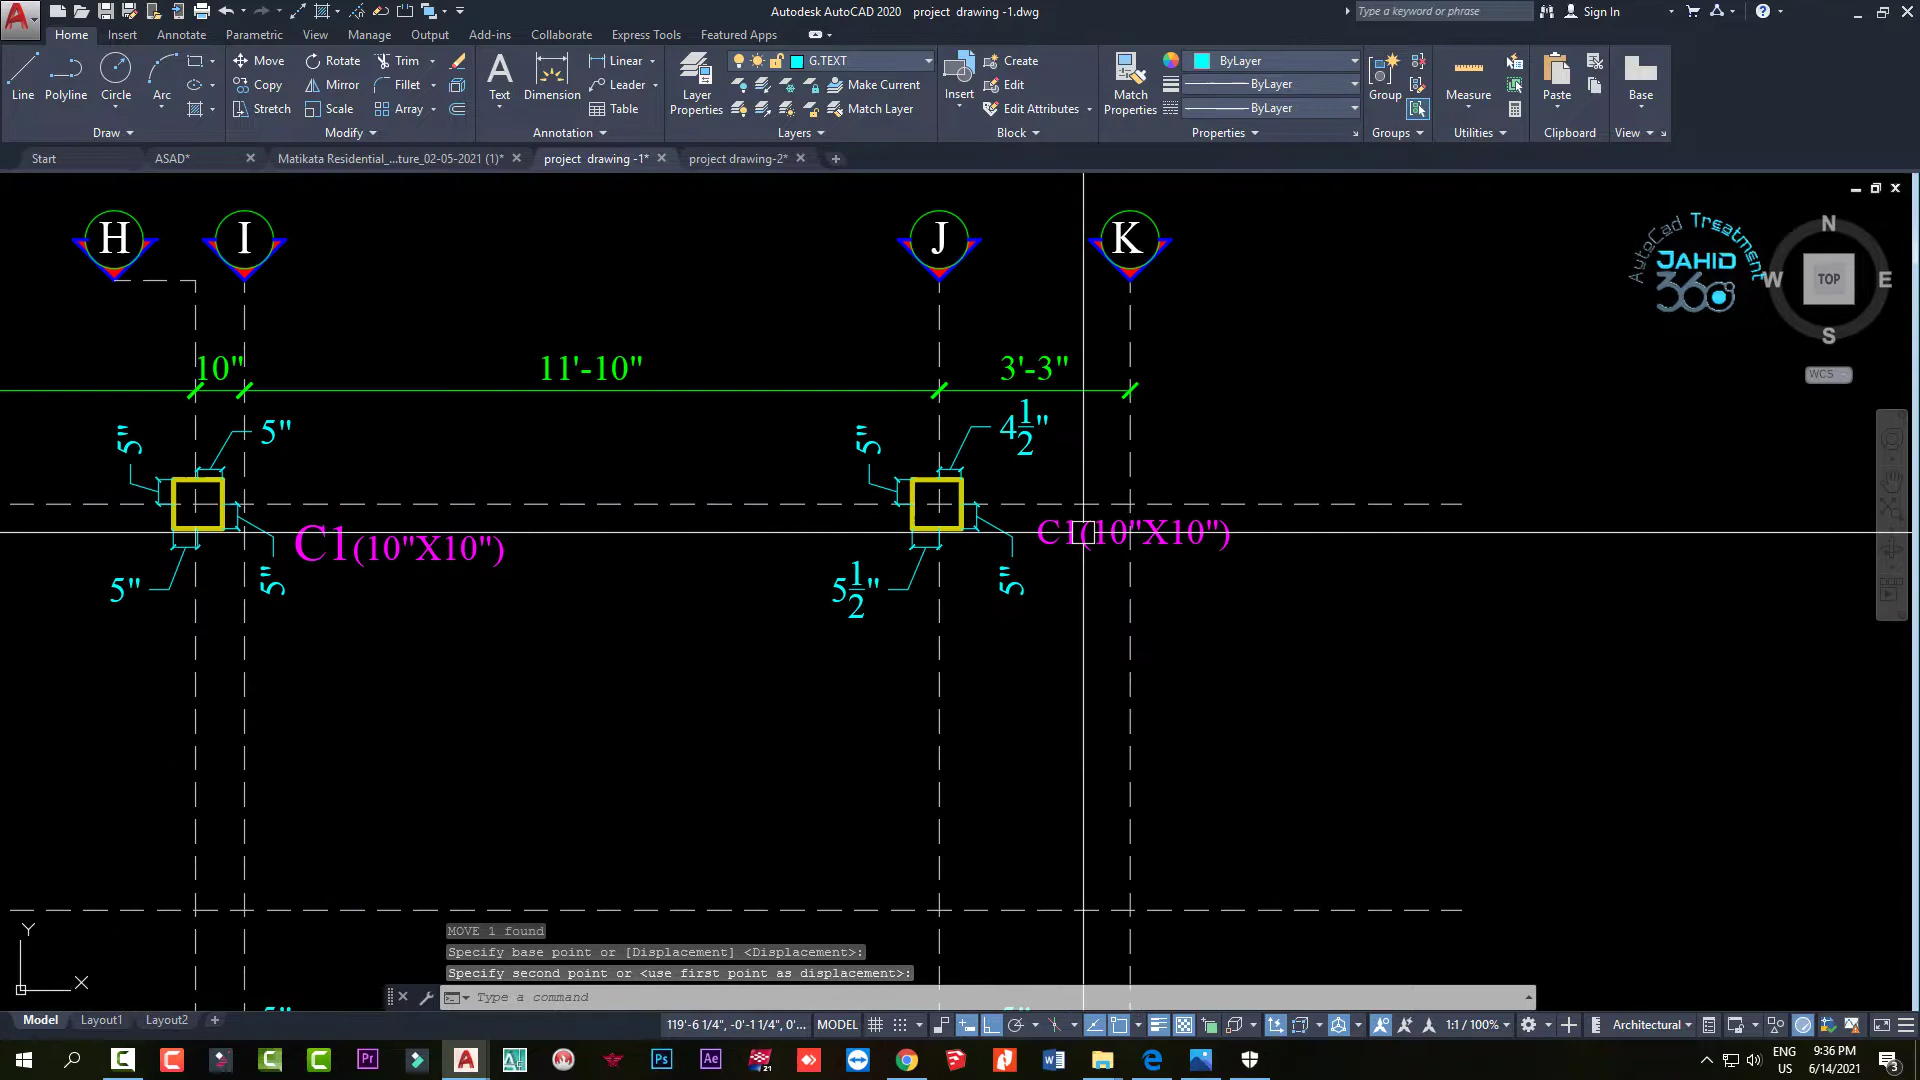 Autodesk AutoCAD 2020 project drawing -1.dwg
Type a keyword or phrase
Sign In
Home Insert Annotate Parametric View Manage Output Add-ins Collaborate Express Tools Featured Apps
Line Polyline Circle Arc
Move Rotate Trim
Copy Mirror Fillet
Stretch Scale Array
Text Dimension
Linear
Leader
Table
Layer Properties
G.TEXT
Make Current
Match Layer
Insert
Create
Edit
Edit Attributes
Match Properties
ByLayer
ByLayer
ByLayer
Group
Measure
Paste
Base
Draw Modify Annotation Layers Block Properties Groups Utilities Clipboard View
Start ASAD* Matikata Residential_...ture_02-05-2021 (1)* project drawing -1* project drawing-2*
H I J K
AutoCad Treatment
JAHID
360
N
W TOP E
S
WCS
10" 11'-10" 3'-3"
5" 5" 5" 4 1/2"
C1(10"X10") C1(10"X10")
5" 5" 5 1/2" 5"
Y
X
MOVE 1 found
Specify base point or [Displacement] <Displacement>:
Specify second point or <use first point as displacement>:
Type a command
Model Layout1 Layout2
119'-6 1/4", -0'-1 1/4", 0'... MODEL 1:1 / 100% Architectural
ENG
US
9:36 PM
6/14/2021
3